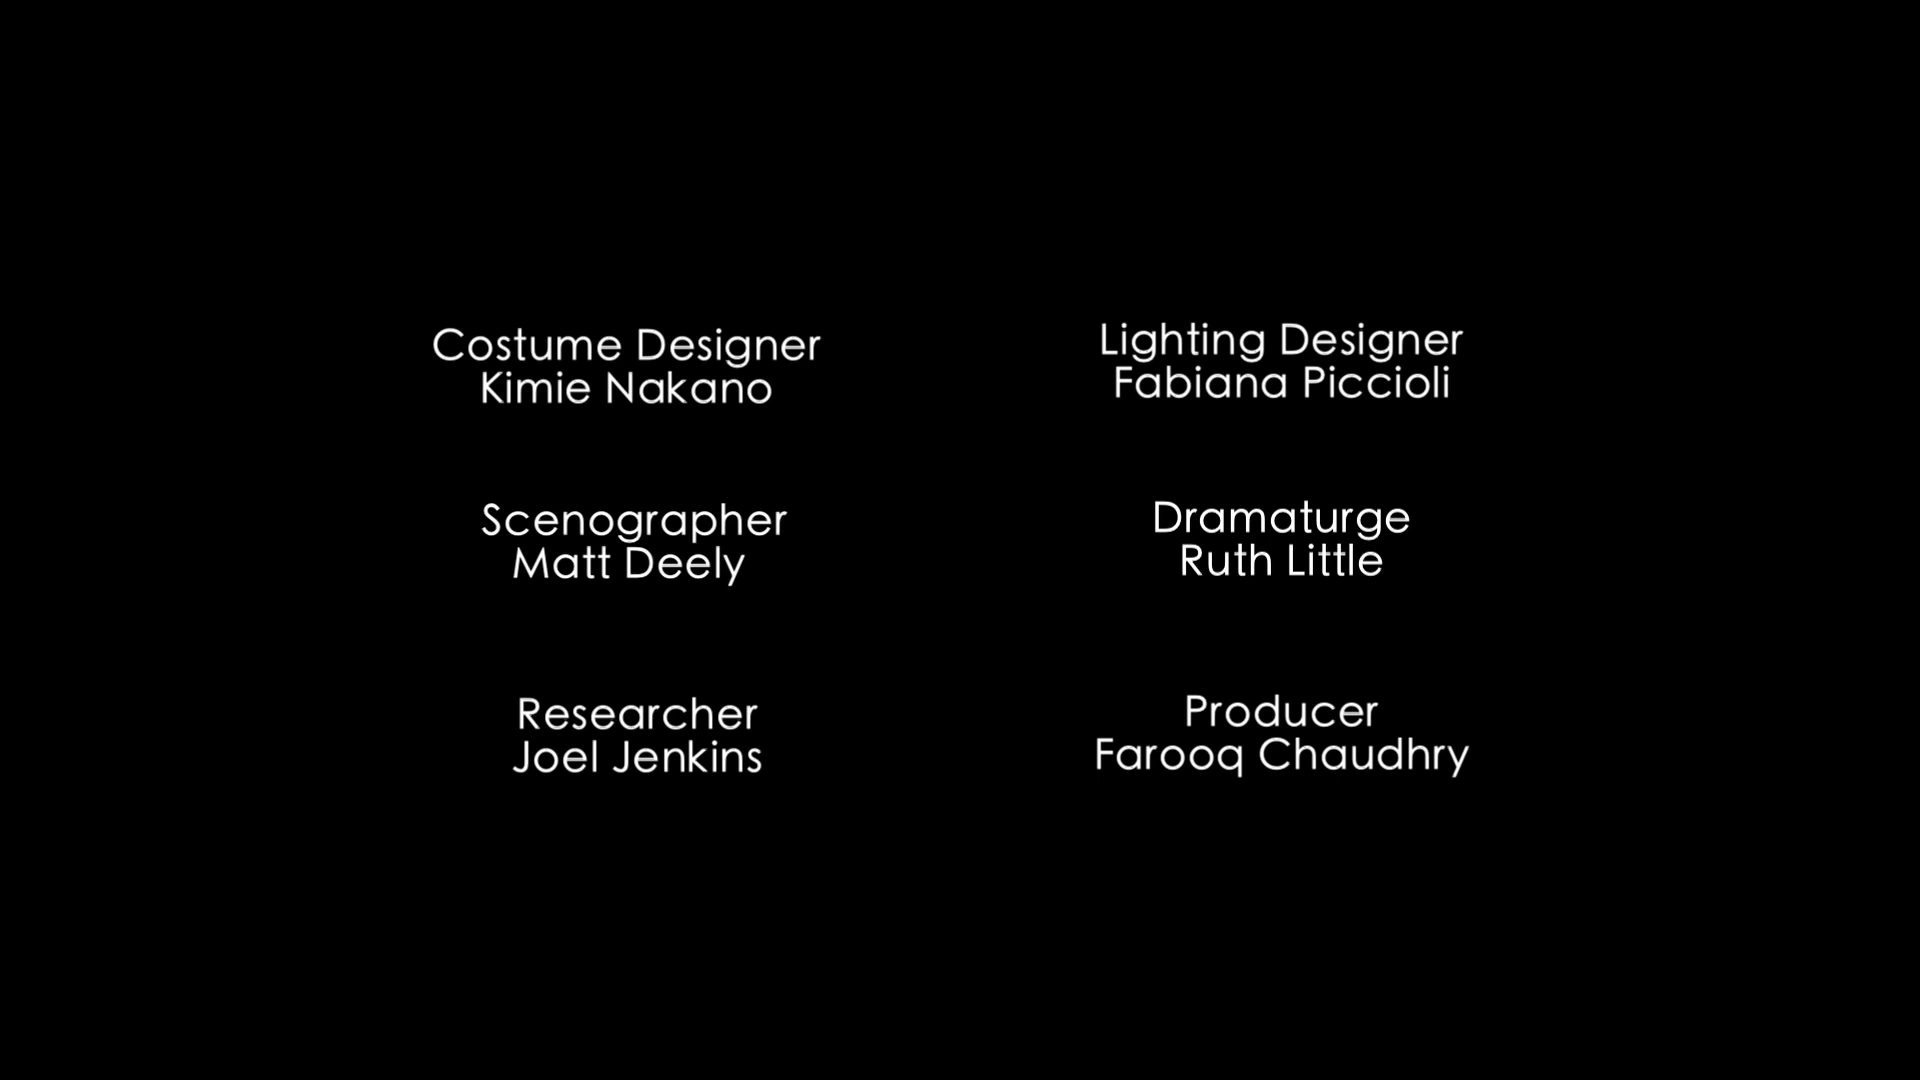 Costume Designer
Kimie Nakano
Lighting Designer
Fabiana Piccioli
Scenographer
Matt Deely
Dramaturge
Ruth Little
Researcher
Joel Jenkins
Producer
Farooq Chaudhry